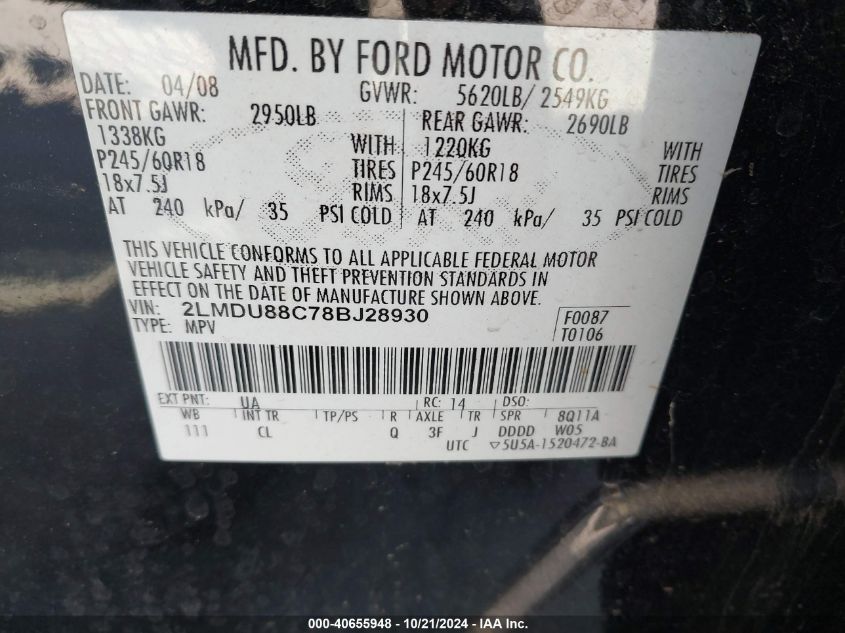 MFD. BY FORD MOTOR CO.
DATE: 04/08 GVWR: 5620LB/ 2549KG
FRONT GAWR: 2950LB REAR GAWR: 2690LB
1338KG WITH 1220KG WITH
P245/60R18 TIRES P245/60R18 TIRES
18x7.5J RIMS 18x7.5J RIMS
AT 240 kPa/ 35 PSI COLD AT 240 kPa/ 35 PSI COLD
THIS VEHICLE CONFORMS TO ALL APPLICABLE FEDERAL MOTOR
VEHICLE SAFETY AND THEFT PREVENTION STANDARDS IN
EFFECT ON THE DATE OF MANUFACTURE SHOWN ABOVE.
VIN: 2LMDU88C78BJ28930 F0087
TYPE: MPV T0106
EXT PNT: UA RC: 14 DSO:
WB INT TR TP/PS R AXLE TR SPR 8Q11A
111 CL Q 3F J DDDD W05
UTC ▽5U5A-1520472-BA
000-40655948 - 10/21/2024 - IAA Inc.